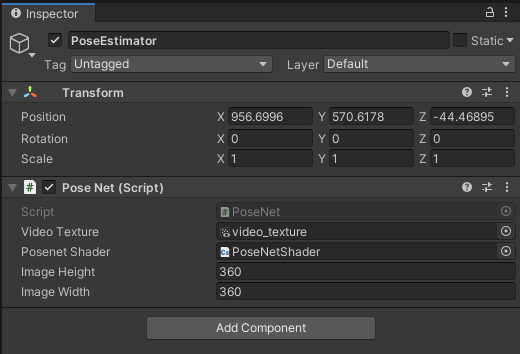 Inspector
PoseEstimator Static
Tag Untagged Layer Default
Transform
Position X 956.6996 Y 570.6178 Z -44.46895
Rotation X 0 Y 0 Z 0
Scale X 1 Y 1 Z 1
# Pose Net (Script)
Script # PoseNet
Video Texture video_texture
Posenet Shader PoseNetShader
Image Height 360
Image Width 360
Add Component